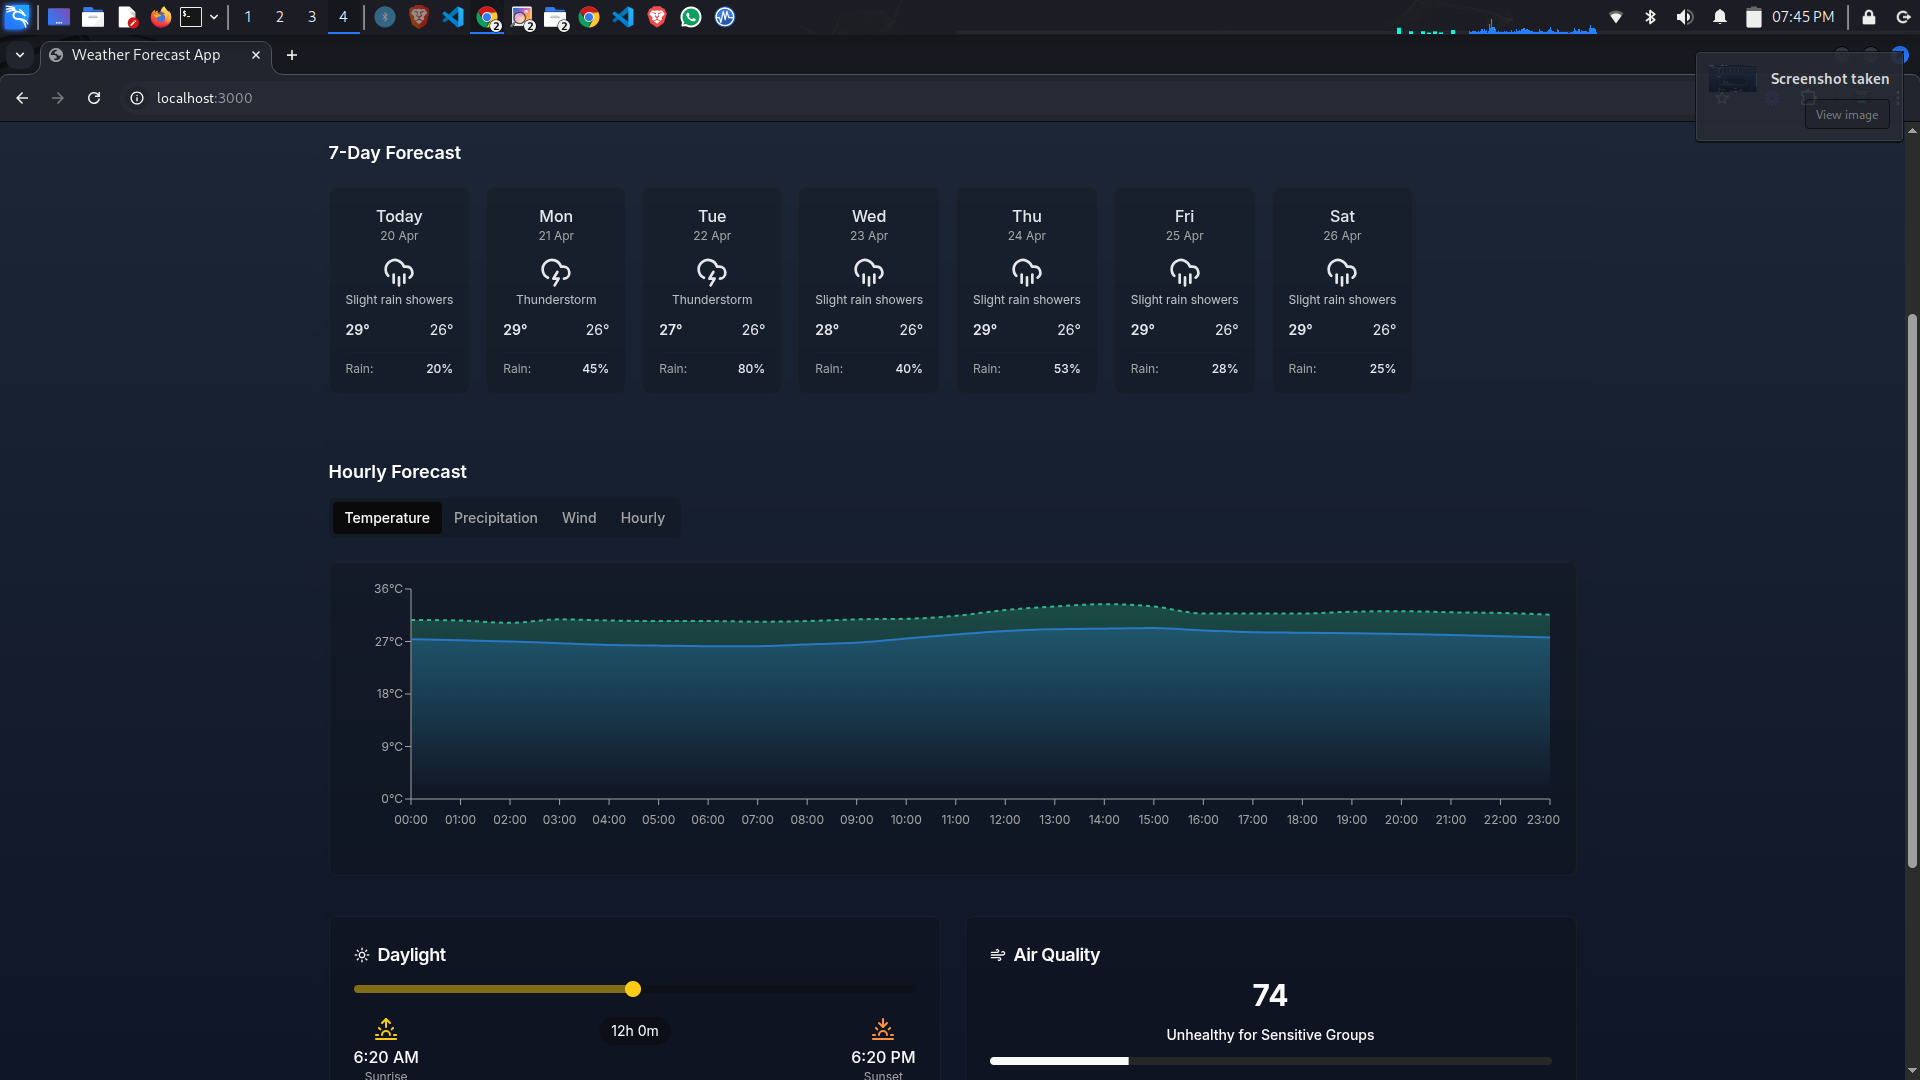 1 2 3 4 2 2 2 07:45 PM
Weather Forecast App
localhost:3000
Screenshot taken
View image
7-Day Forecast
Today Mon Tue Wed Thu Fri Sat
20 Apr 21 Apr 22 Apr 23 Apr 24 Apr 25 Apr 26 Apr
Slight rain showers Thunderstorm Thunderstorm Slight rain showers Slight rain showers Slight rain showers Slight rain showers
29° 26° 29° 26° 27° 26° 28° 26° 29° 26° 29° 26° 29° 26°
Rain: 20% Rain: 45% Rain: 80% Rain: 40% Rain: 53% Rain: 28% Rain: 25%
Hourly Forecast
Temperature Precipitation Wind Hourly
36°C
27°C
18°C
9°C
0°C
00:00 01:00 02:00 03:00 04:00 05:00 06:00 07:00 08:00 09:00 10:00 11:00 12:00 13:00 14:00 15:00 16:00 17:00 18:00 19:00 20:00 21:00 22:00 23:00
Daylight
12h 0m
6:20 AM 6:20 PM
Sunrise Sunset
Air Quality
74
Unhealthy for Sensitive Groups